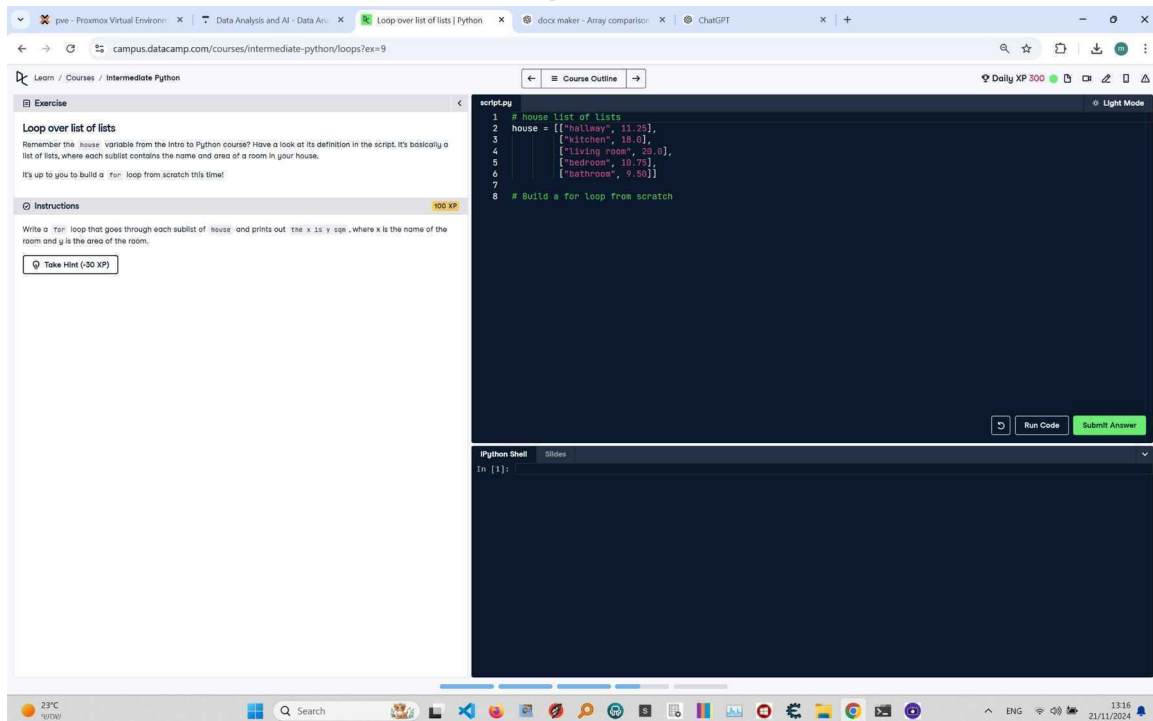 pve - Proxmox Virtual Environm
Data Analysis and AI - Data An
Loop over list of lists | Python
docx maker - Array comparison
ChatGPT
campus.datacamp.com/courses/intermediate-python/loops?ex=9
m
Learn / Courses / Intermediate Python
Course Outline
Daily XP 300
Exercise
Loop over list of lists
Remember the house variable from the Intro to Python course? Have a look at its definition in the script. It's basically a
list of lists, where each sublist contains the name and area of a room in your house.
It's up to you to build a for loop from scratch this time!
Instructions
100 XP
Write a for loop that goes through each sublist of house and prints out the x is y sqm , where x is the name of the
room and y is the area of the room.
Take Hint (-30 XP)
script.py
Light Mode
1 # house list of lists
2 house = [["hallway", 11.25],
3 ["kitchen", 18.0],
4 ["living room", 20.0],
5 ["bedroom", 10.75],
6 ["bathroom", 9.50]]
7
8 # Build a for loop from scratch
Run Code
Submit Answer
IPython Shell
Slides
In [1]:
23°C
שמשי
Search
ENG
13:16
21/11/2024